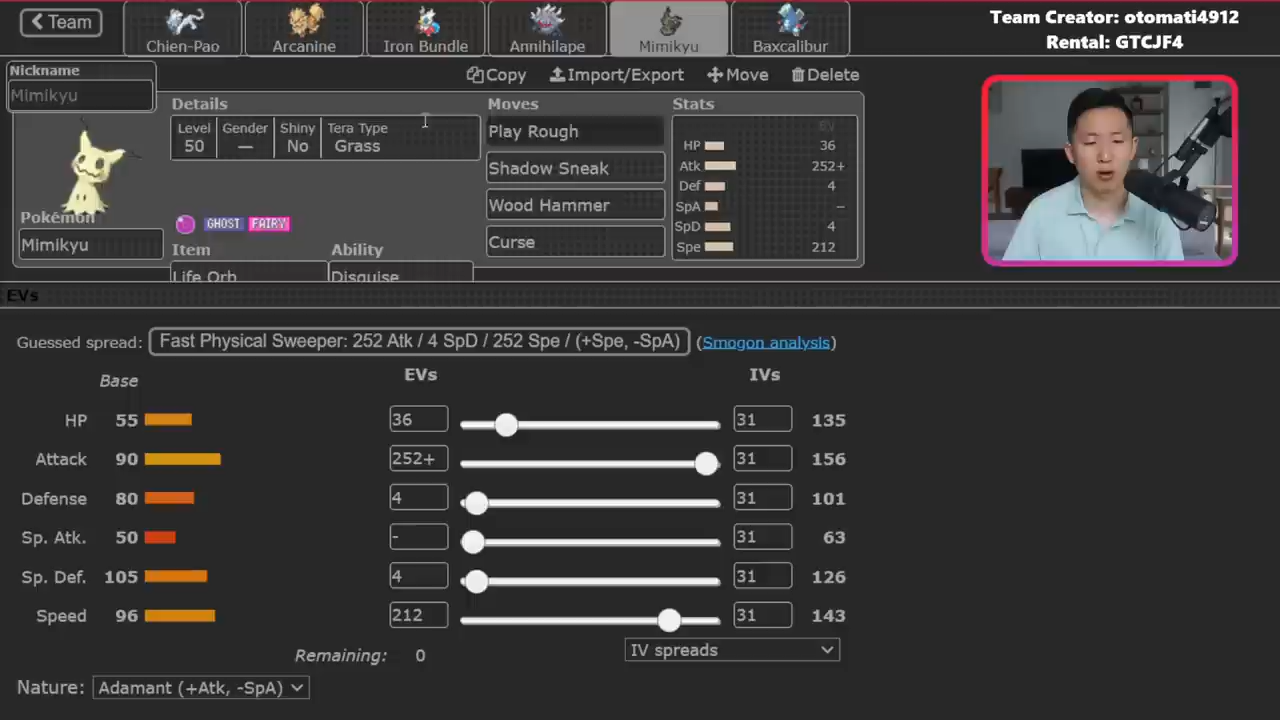 Team
Chien-Pao
Arcanine
Iron Bundle
Annihilape
Mimikyu
Baxcalibur
Team Creator: otomati4912
Rental: GTCJF4
Nickname
Mimikyu
Copy
Import/Export
Move
Delete
Details
Level
50
Gender
—
Shiny
No
Tera Type
Grass
Pokémon
Mimikyu
GHOST FAIRY
Item
Life Orb
Ability
Disguise
Moves
Play Rough
Shadow Sneak
Wood Hammer
Curse
Stats
EV
HP 36
Atk 252+
Def 4
SpA –
SpD 4
Spe 212
EVs
Guessed spread: Fast Physical Sweeper: 252 Atk / 4 SpD / 252 Spe / (+Spe, -SpA) (Smogon analysis)
Base EVs IVs
HP 55 36 31 135
Attack 90 252+ 31 156
Defense 80 4 31 101
Sp. Atk. 50 - 31 63
Sp. Def. 105 4 31 126
Speed 96 212 31 143
Remaining: 0
IV spreads
Nature: Adamant (+Atk, -SpA)